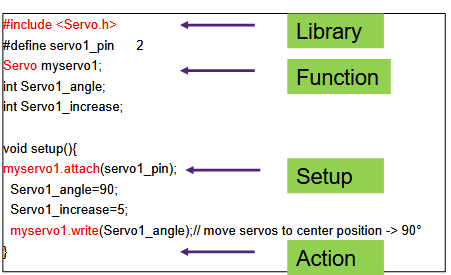 #include <Servo.h>
Library
#define servo1_pin 2
Servo myservo1;
Function
int Servo1_angle;
int Servo1_increase;
void setup(){
myservo1.attach(servo1_pin);
Setup
Servo1_angle=90;
Servo1_increase=5;
myservo1.write(Servo1_angle);// move servos to center position -> 90°
}
Action